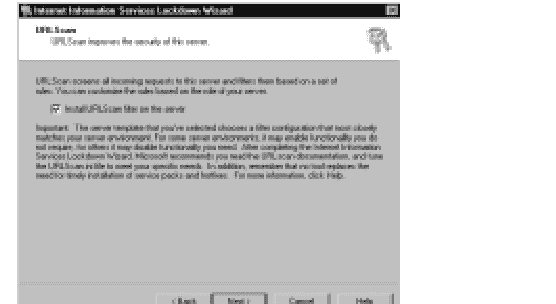 Internet Information Services Lockdown Wizard
URLScan
URLScan improves the security of this server.
URLScan screens all incoming requests to this server and filters them based on a set of
rules. You can customize the rules based on the role of your server.
Install URLScan filter on the server
Important: The server template that you've selected chooses a filter configuration that most closely
matches your server environment. For some server environments, it may enable functionality you do
not require, for others it may disable functionality you need. After completing the Internet Information
Services Lockdown Wizard, Microsoft recommends you read the URLScan documentation, and tune
the URLScan.ini file to meet your specific needs. In addition, remember that no tool replaces the
need for timely installation of service packs and hotfixes. For more information, click Help.
< Back Next > Cancel Help